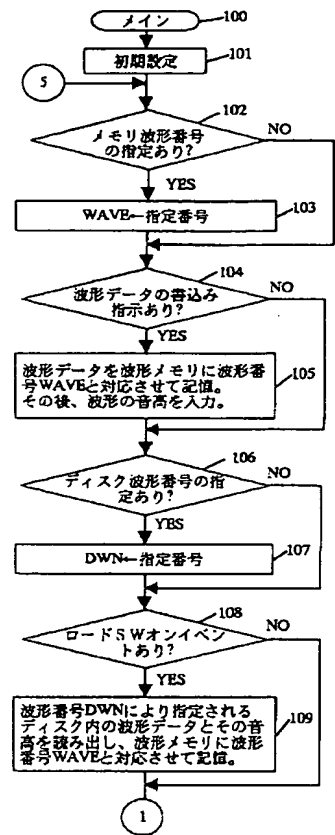 メイン
100
初期設定
101
5
102
メモリ波形番号
の指定あり?
NO
YES
WAVE←指定番号
103
104
波形データの書込み
指示あり?
NO
YES
波形データを波形メモリに波形番
号WAVEと対応させて記憶。
その後、波形の音高を入力。
105
106
ディスク波形番号の指
定あり?
NO
YES
DWN←指定番号
107
108
ロードSWオンイベ
ントあり?
NO
YES
波形番号DWNにより指定される
ディスク内の波形データとその音
高を読み出し、波形メモリに波形
番号WAVEと対応させて記憶。
109
1